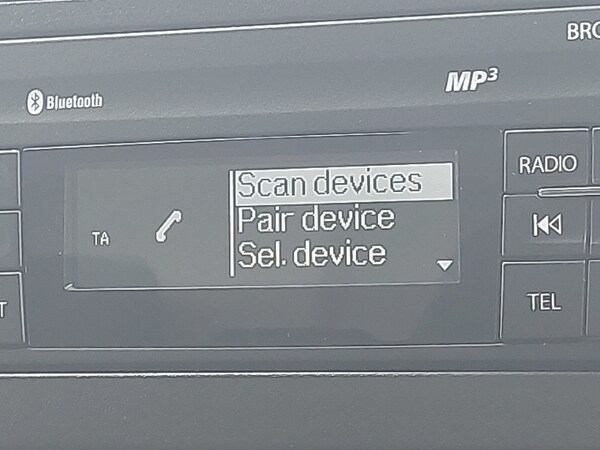 BRO
MP3
Bluetooth
RADIO
Scan devices
Pair device
TA
Sel. device
TEL
T